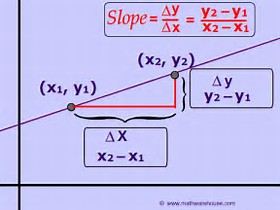 Slope = Δy/Δx = y₂ − y₁/x₂ − x₁
(x₂, y₂)
(x₁, y₁)
Δy
y₂ − y₁
ΔX
x₂ − x₁
© www.mathwarehouse.com